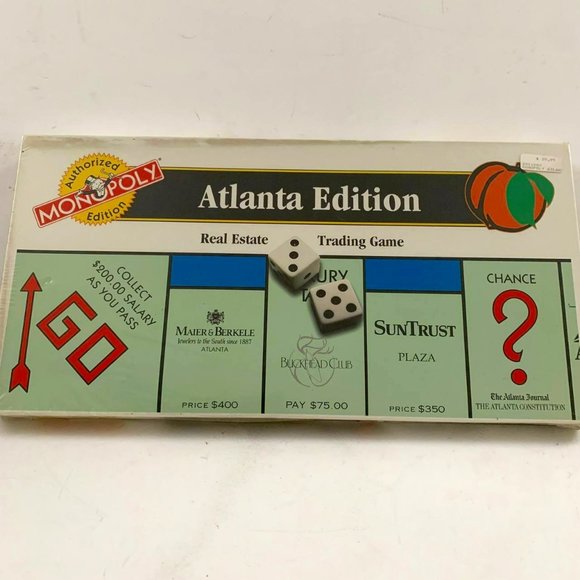 Authorized
MONOPOLY
Edition
Atlanta Edition
Real Estate Trading Game
COLLECT
$200.00 SALARY
AS YOU PASS
GO
MAIER & BERKELE
Jewelers to the South since 1887
ATLANTA
PRICE $400
URY
BUCKHEAD CLUB
PAY $75.00
SUNTRUST
PLAZA
PRICE $350
CHANCE
?
The Atlanta Journal
THE ATLANTA CONSTITUTION